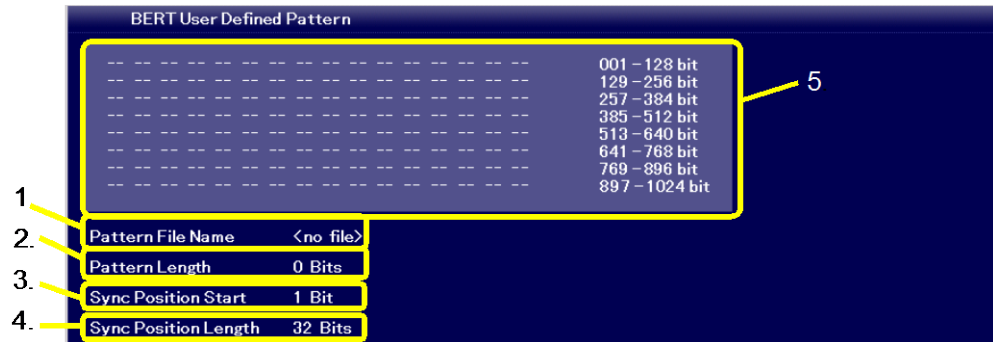 BERT User Defined Pattern
-- -- -- -- -- -- -- -- -- -- -- -- -- -- -- -- 001 – 128 bit
-- -- -- -- -- -- -- -- -- -- -- -- -- -- -- -- 129 – 256 bit
-- -- -- -- -- -- -- -- -- -- -- -- -- -- -- -- 257 – 384 bit
-- -- -- -- -- -- -- -- -- -- -- -- -- -- -- -- 385 – 512 bit
-- -- -- -- -- -- -- -- -- -- -- -- -- -- -- -- 513 – 640 bit
-- -- -- -- -- -- -- -- -- -- -- -- -- -- -- -- 641 – 768 bit
-- -- -- -- -- -- -- -- -- -- -- -- -- -- -- -- 769 – 896 bit
-- -- -- -- -- -- -- -- -- -- -- -- -- -- -- -- 897 – 1024 bit
5
1.
Pattern File Name <no file>
2.
Pattern Length 0 Bits
3.
Sync Position Start 1 Bit
4.
Sync Position Length 32 Bits